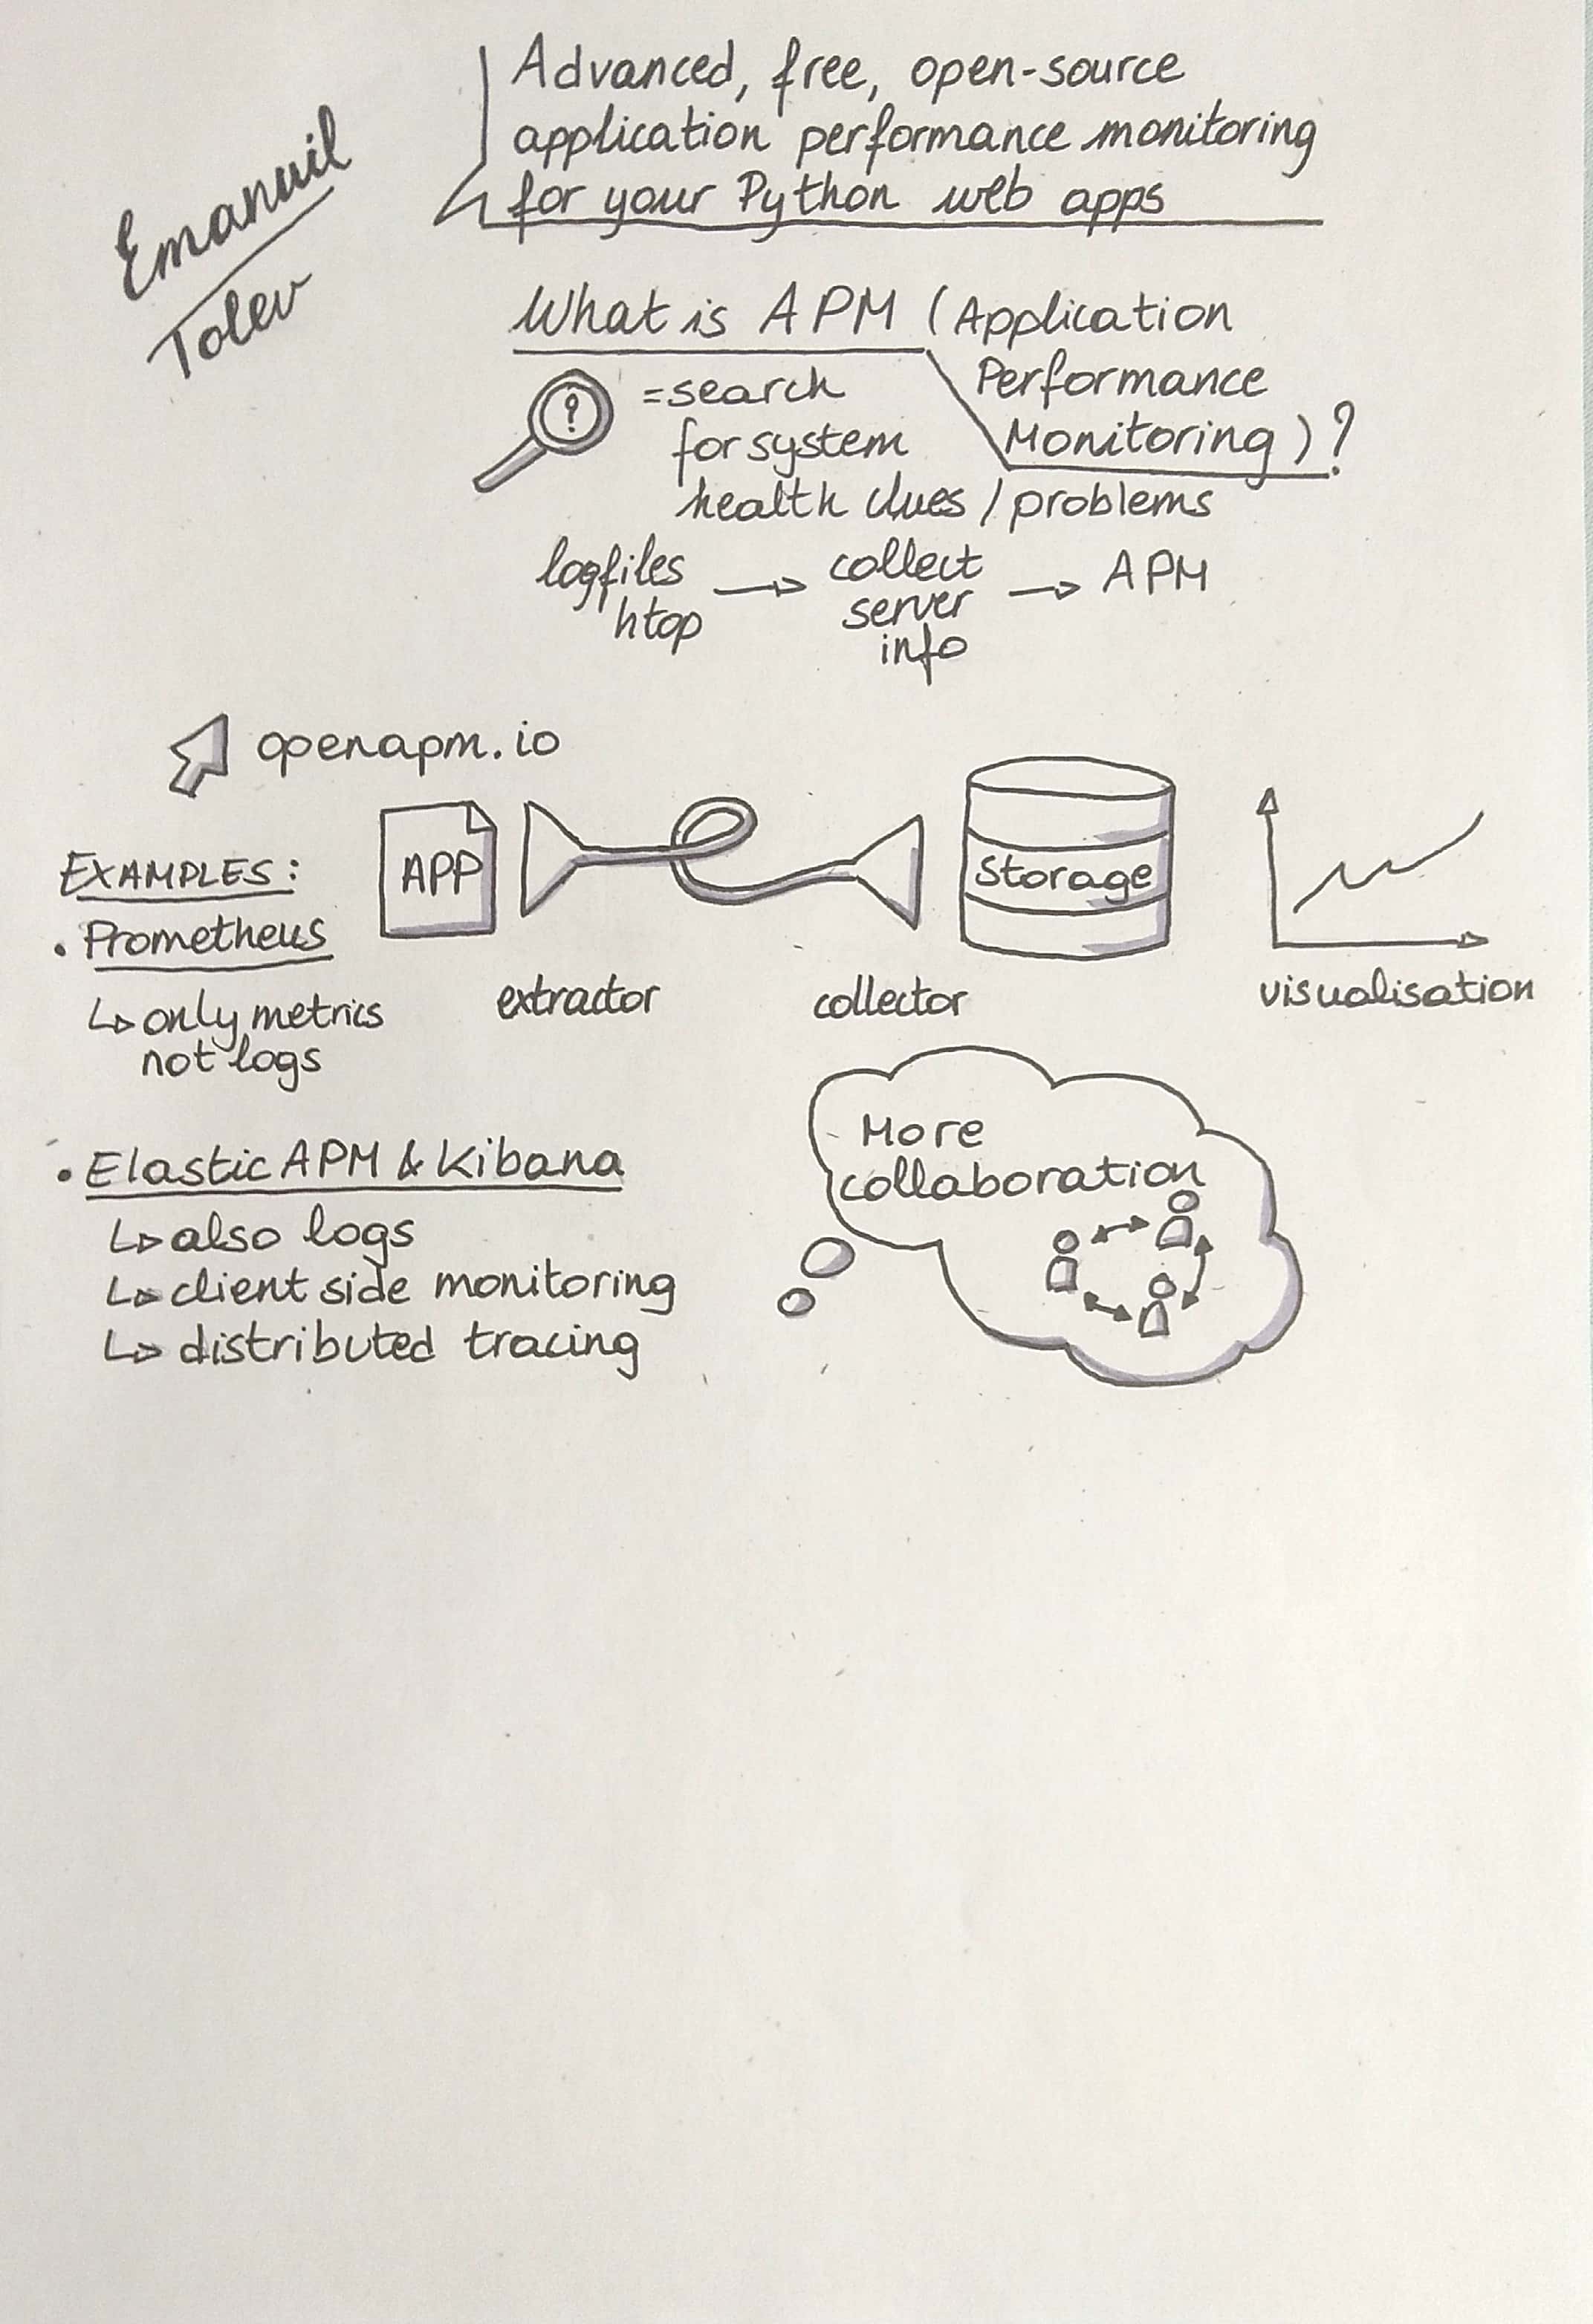 Emanuil
Tolev
Advanced, free, open-source
application performance monitoring
for your Python web apps
What is APM (Application
Performance
Monitoring)?
=search
for system
health clues / problems
logfiles
htop
collect
server
info
APM
openapm.io
APP
Storage
extractor
collector
visualisation
EXAMPLES:
• Prometheus
only metrics
not logs
• Elastic APM & Kibana
also logs
client side monitoring
distributed tracing
More
collaboration